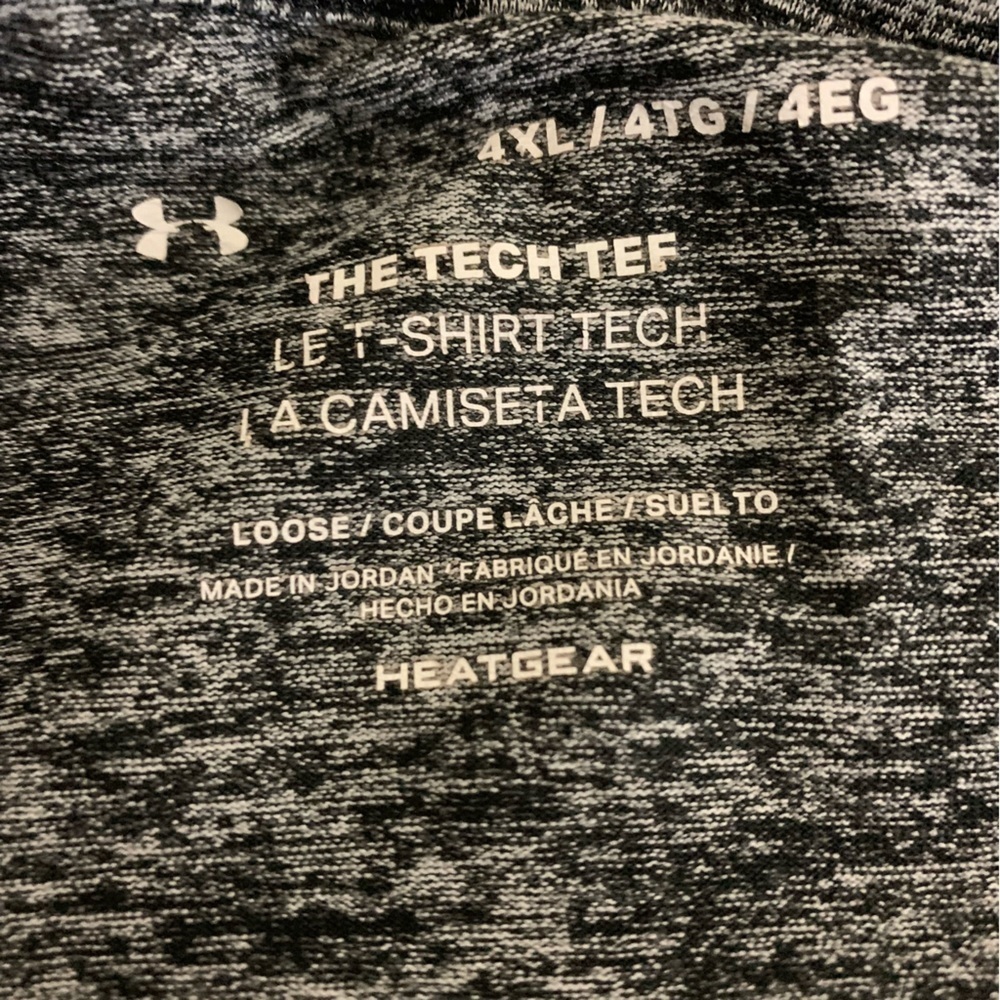 4XL / 4TG / 4EG
THE TECH TEE
LE T-SHIRT TECH
LA CAMISETA TECH
LOOSE / COUPE LÂCHE / SUELTO
MADE IN JORDAN / FABRIQUÉ EN JORDANIE /
HECHO EN JORDANIA
HEATGEAR